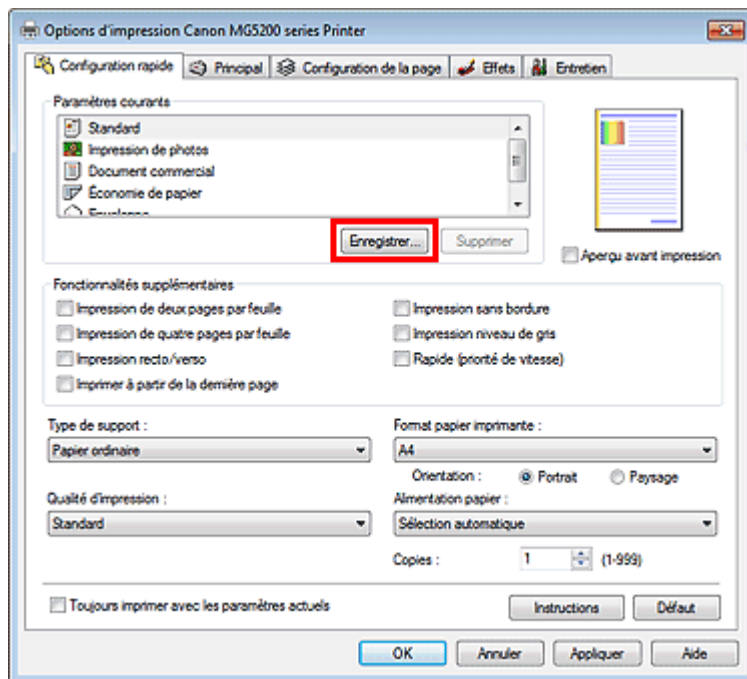 Options d'impression Canon MG5200 series Printer
Configuration rapide Principal Configuration de la page Effets Entretien
Paramètres courants
Standard
Impression de photos
Document commercial
Économie de papier
Enregistrer... Supprimer
Aperçu avant impression
Fonctionnalités supplémentaires
Impression de deux pages par feuille
Impression sans bordure
Impression de quatre pages par feuille
Impression niveau de gris
Impression recto/verso
Rapide (priorité de vitesse)
Imprimer à partir de la dernière page
Type de support :
Papier ordinaire
Format papier imprimante :
A4
Orientation : Portrait Paysage
Qualité d'impression :
Standard
Alimentation papier :
Sélection automatique
Copies : 1 (1-999)
Toujours imprimer avec les paramètres actuels
Instructions Défaut
OK Annuler Appliquer Aide